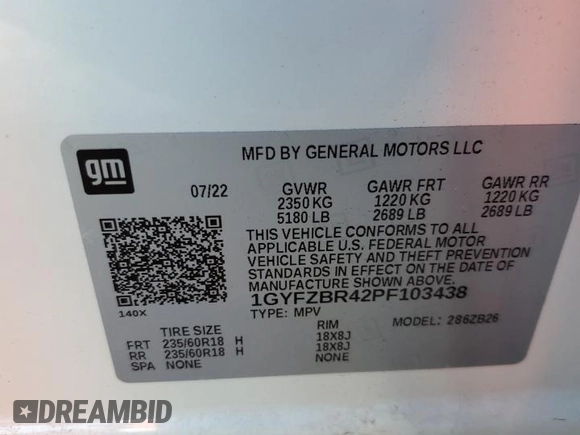 gm
MFD BY GENERAL MOTORS LLC
07/22 GVWR GAWR FRT GAWR RR
2350 KG 1220 KG 1220 KG
5180 LB 2689 LB 2689 LB
THIS VEHICLE CONFORMS TO ALL
APPLICABLE U.S. FEDERAL MOTOR
VEHICLE SAFETY AND THEFT PREVENTION
STANDARDS IN EFFECT ON THE DATE OF
MANUFACTURE SHOWN ABOVE.
1GYFZBR42PF103438
140X
TYPE: MPV MODEL: 286ZB26
TIRE SIZE RIM
FRT 235/60R18 H 18X8J
RR 235/60R18 H 18X8J
SPA NONE NONE
DREAMBID